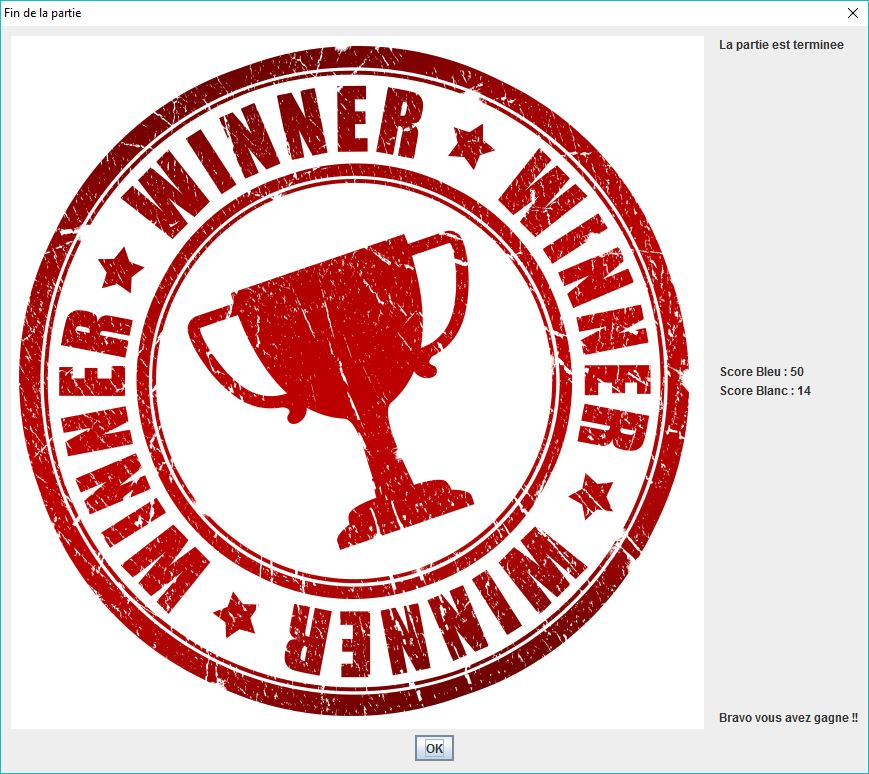 Fin de la partie
La partie est terminee
WINNER
WINNER
WINNER
WINNER
Score Bleu : 50
Score Blanc : 14
Bravo vous avez gagne !!
OK